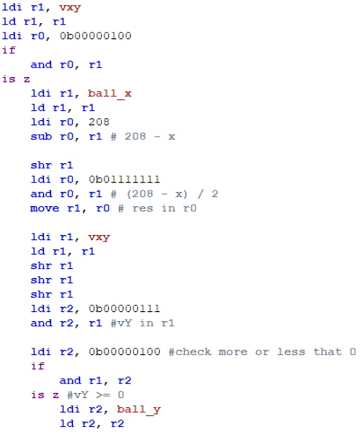 ldi r1, vxy
ld r1, r1
ldi r0, 0b00000100
if
and r0, r1
is z
ldi r1, ball_x
ld r1, r1
ldi r0, 208
sub r0, r1 # 208 - x
shr r1
ldi r0, 0b01111111
and r0, r1 # (208 - x) / 2
move r1, r0 # res in r0
ldi r1, vxy
ld r1, r1
shr r1
shr r1
shr r1
ldi r2, 0b00000111
and r2, r1 #vY in r1
ldi r2, 0b00000100 #check more or less that 0
if
and r1, r2
is z #vY >= 0
ldi r2, ball_y
ld r2, r2